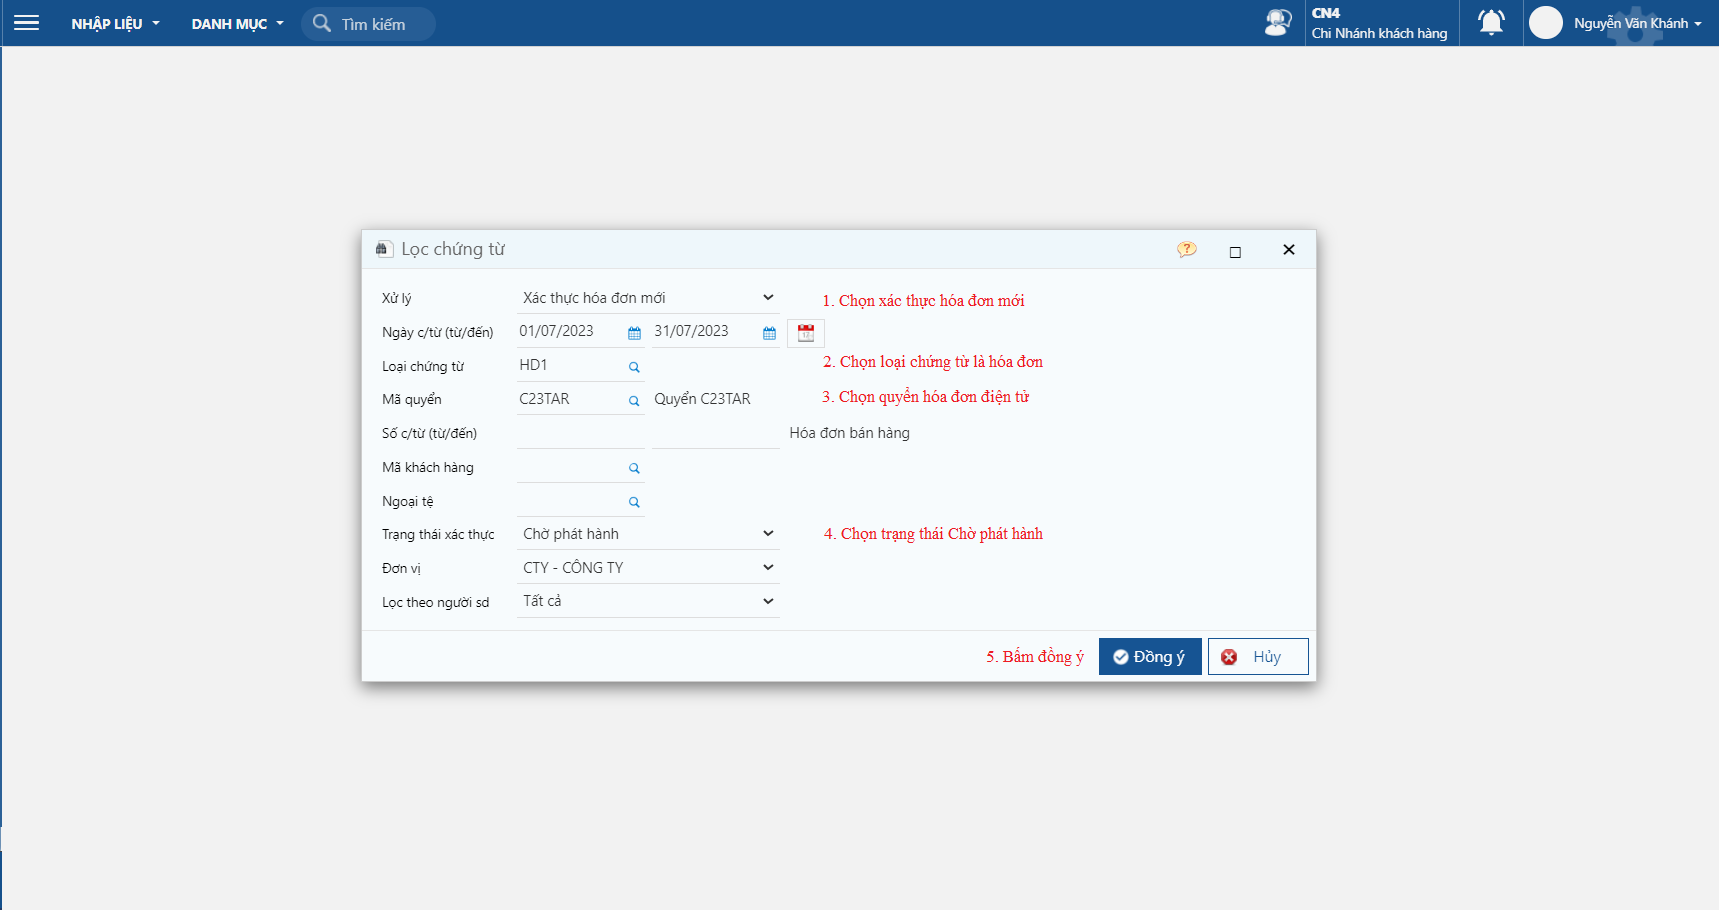 NHẬP LIỆU
DANH MỤC
Tìm kiếm
CN4
Chi Nhánh khách hàng
Nguyễn Văn Khánh
Lọc chứng từ
Xử lý
Xác thực hóa đơn mới
1. Chọn xác thực hóa đơn mới
Ngày c/từ (từ/đến)
01/07/2023
31/07/2023
Loại chứng từ
HD1
2. Chọn loại chứng từ là hóa đơn
Mã quyển
C23TAR
Quyển C23TAR
3. Chọn quyển hóa đơn điện tử
Số c/từ (từ/đến)
Hóa đơn bán hàng
Mã khách hàng
Ngoại tệ
Trạng thái xác thực
Chờ phát hành
4. Chọn trạng thái Chờ phát hành
Đơn vị
CTY - CÔNG TY
Lọc theo người sd
Tất cả
5. Bấm đồng ý
Đồng ý
Hủy